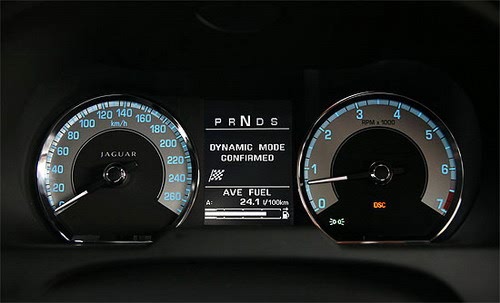 0 20 40 60 80 100 120 140 160 180 200 220 240 260
km/h
JAGUAR
P R N D S
DYNAMIC MODE
CONFIRMED
AVE FUEL
A: 24.1 l/100km
0 1 2 3 4 5 6 7
RPM x 1000
DSC